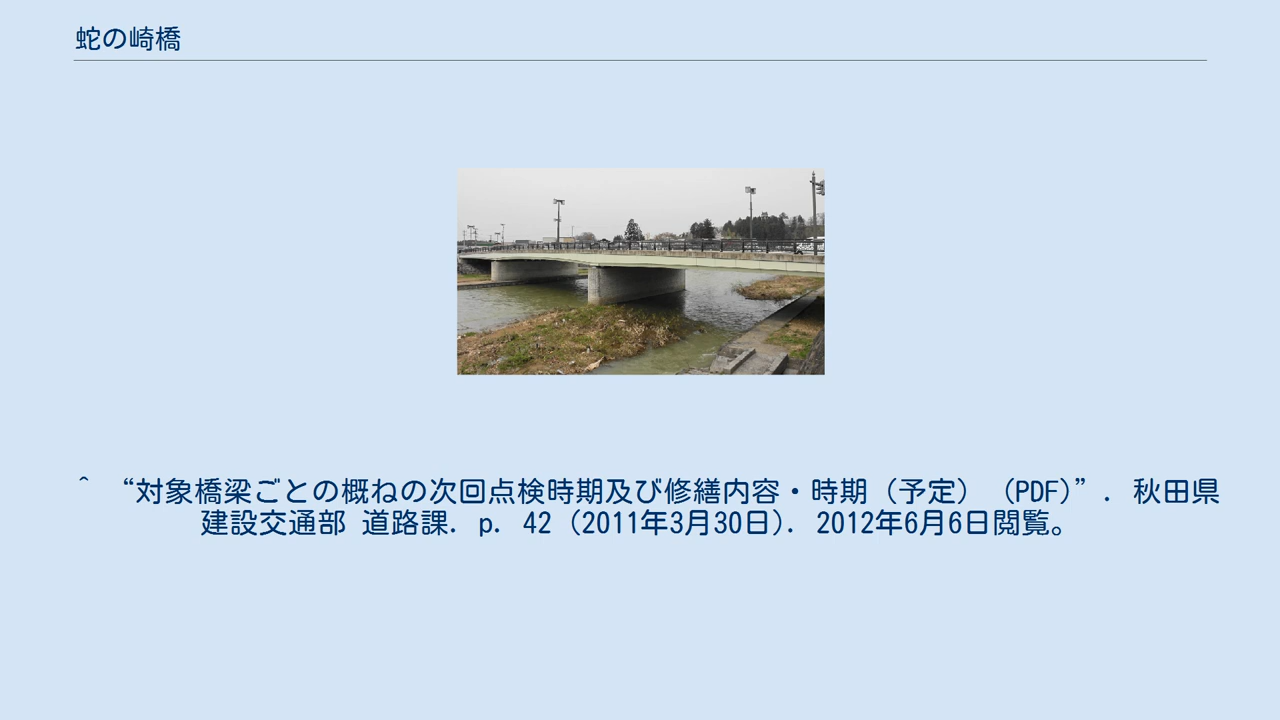 蛇の崎橋
^ “対象橋梁ごとの概ねの次回点検時期及び修繕内容・時期（予定）（PDF）”. 秋田県
建設交通部 道路課. p. 42（2011年3月30日）. 2012年6月6日閲覧。